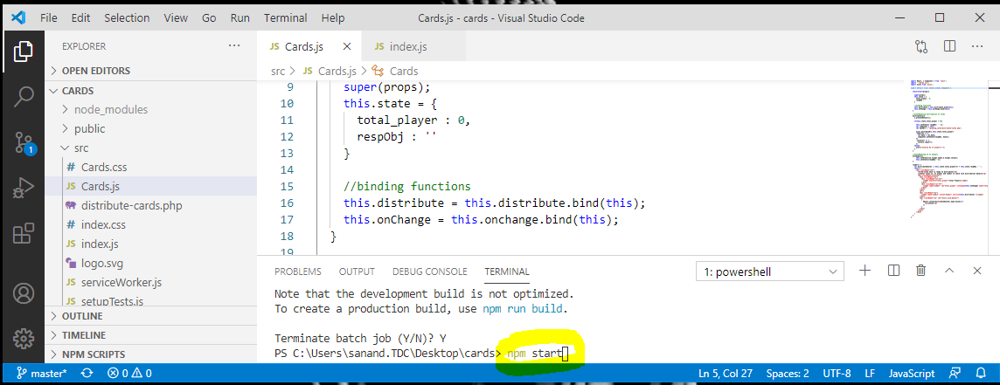 File Edit Selection View Go Run Terminal Help Cards.js - cards - Visual Studio Code
EXPLORER
OPEN EDITORS
CARDS
node_modules
public
src
# Cards.css
JS Cards.js
distribute-cards.php
# index.css
JS index.js
logo.svg
JS serviceWorker.js
JS setupTests.js
OUTLINE
TIMELINE
NPM SCRIPTS
1
JS Cards.js JS index.js
src > JS Cards.js > Cards
9 super(props);
10 this.state = {
11 total_player : 0,
12 respObj : ''
13 }
14
15 //binding functions
16 this.distribute = this.distribute.bind(this);
17 this.onChange = this.onchange.bind(this);
18 }
19
PROBLEMS OUTPUT DEBUG CONSOLE TERMINAL 1: powershell
Note that the development build is not optimized.
To create a production build, use npm run build.
Terminate batch job (Y/N)? Y
PS C:\Users\sanand.TDC\Desktop\cards> npm start
master* 0 0 Ln 5, Col 27 Spaces: 2 UTF-8 LF JavaScript